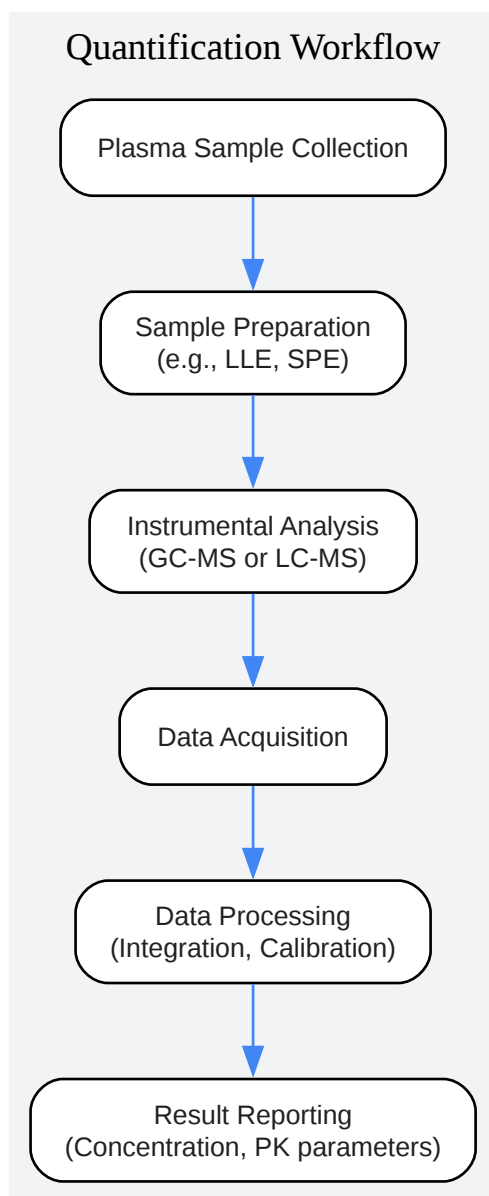 Quantification Workflow
Plasma Sample Collection
Sample Preparation
(e.g., LLE, SPE)
Instrumental Analysis
(GC-MS or LC-MS)
Data Acquisition
Data Processing
(Integration, Calibration)
Result Reporting
(Concentration, PK parameters)